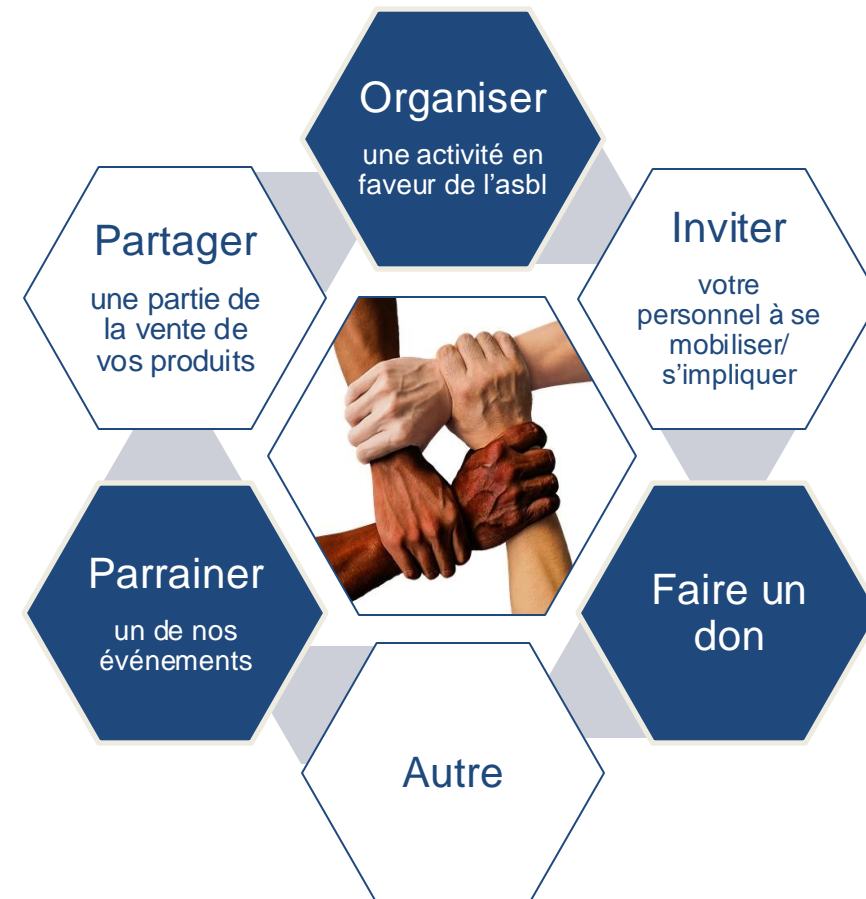 Organiser
une activité en
faveur de l'asbl
Inviter
votre
personnel à se
mobiliser/
s'impliquer
Faire un
don
Autre
Parrainer
un de nos
événements
Partager
une partie de
la vente de
vos produits